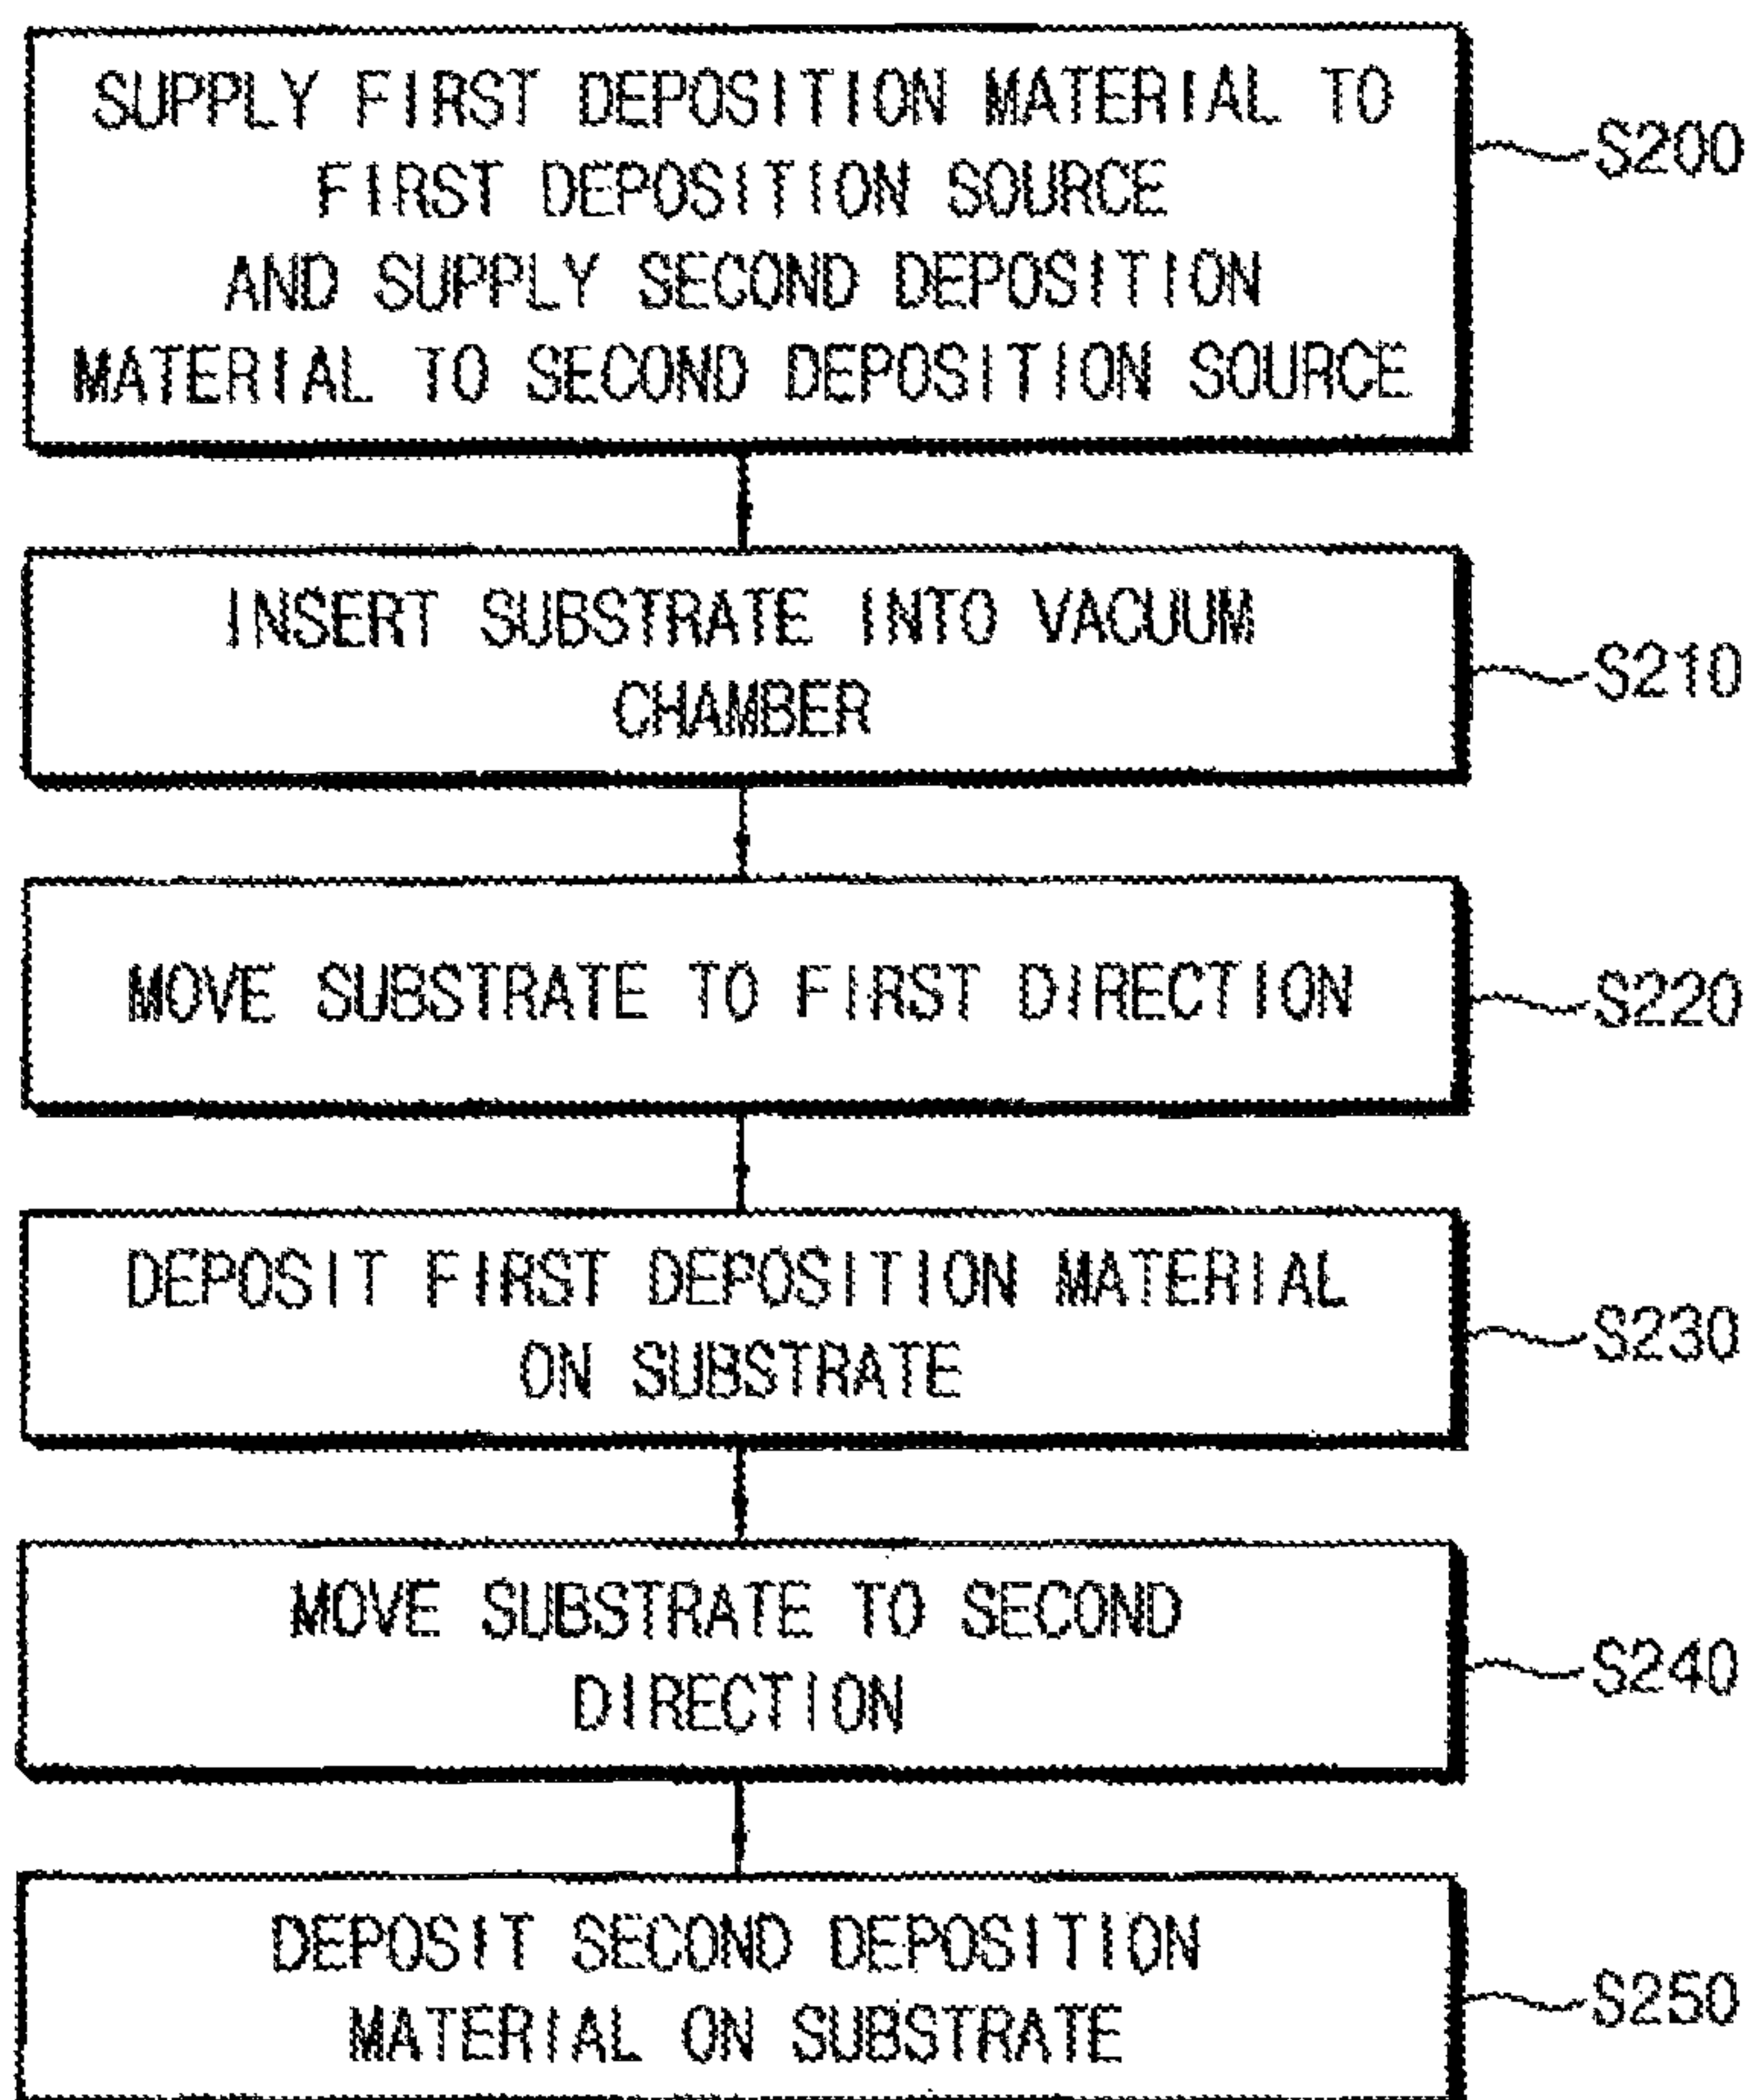 SUPPLY FIRST DEPOSITION MATERIAL TO
FIRST DEPOSITION SOURCE
AND SUPPLY SECOND DEPOSITION
MATERIAL TO SECOND DEPOSITION SOURCE
S200
INSERT SUBSTRATE INTO VACUUM
CHAMBER
S210
MOVE SUBSTRATE TO FIRST DIRECTION
S220
DEPOSIT FIRST DEPOSITION MATERIAL
ON SUBSTRATE
S230
MOVE SUBSTRATE TO SECOND
DIRECTION
S240
DEPOSIT SECOND DEPOSITION
MATERIAL ON SUBSTRATE
S250